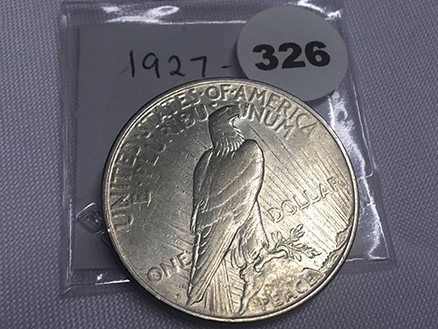 1927-
326
UNITED·STATES·OF·AMERICA
E·PLURIBUS UNUM
ONE DOLLAR
PEACE